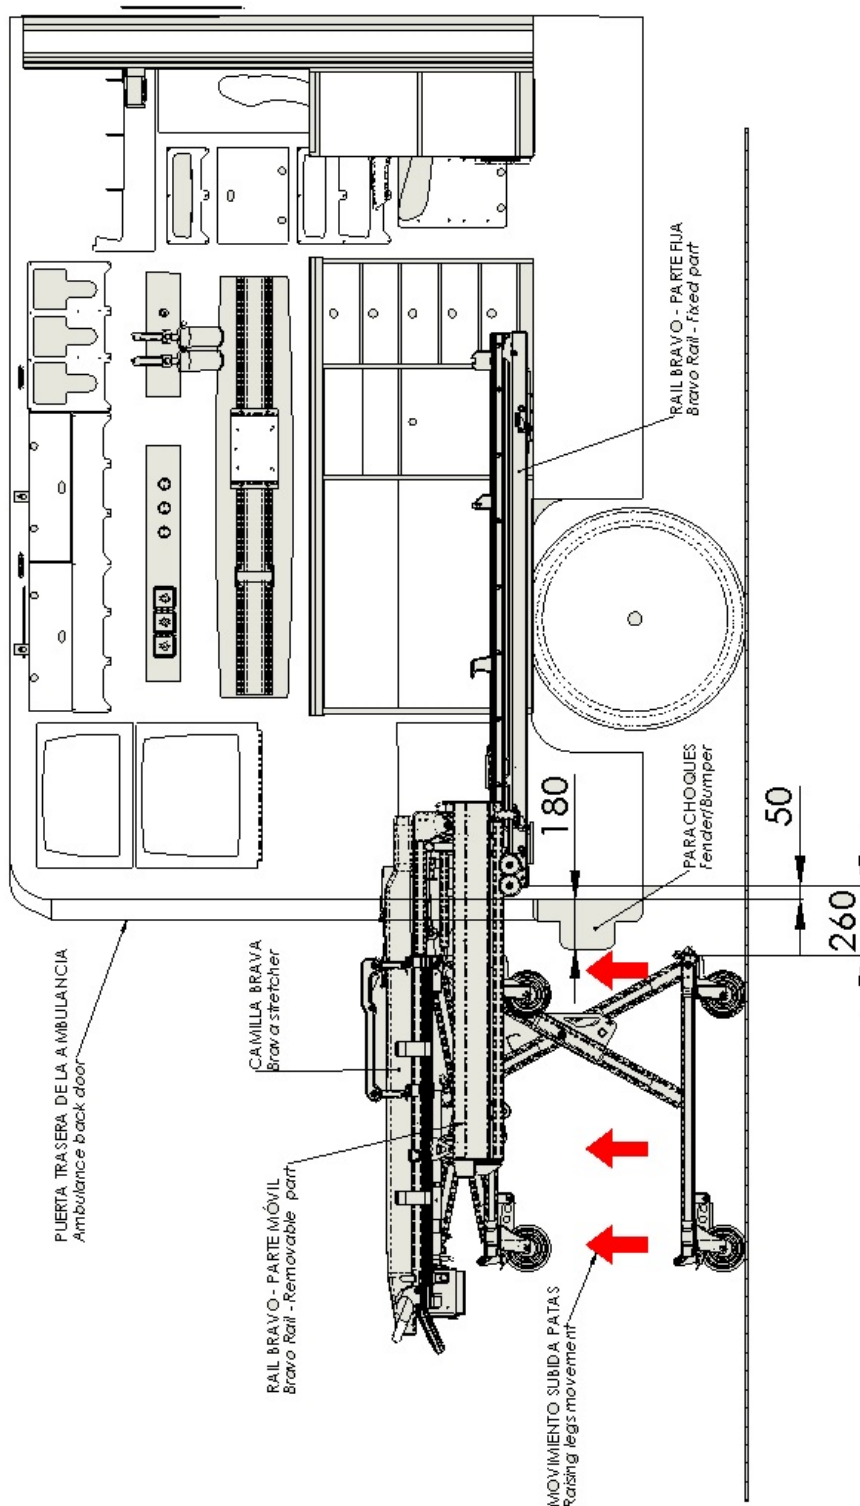 PUERTA TRASERA DE LA AMBULANCIA
Ambulance back door
CAMILLA BRAVA
Brava stretcher
RAIL BRAVO - PARTE MÓVIL
Bravo Rail - Removable part
MOVIMIENTO SUBIDA PATAS
Raising legs movement
RAIL BRAVO - PARTE FIJA
Bravo Rail - Fixed part
PARACHOQUES
Fender/Bumper
180
50
260